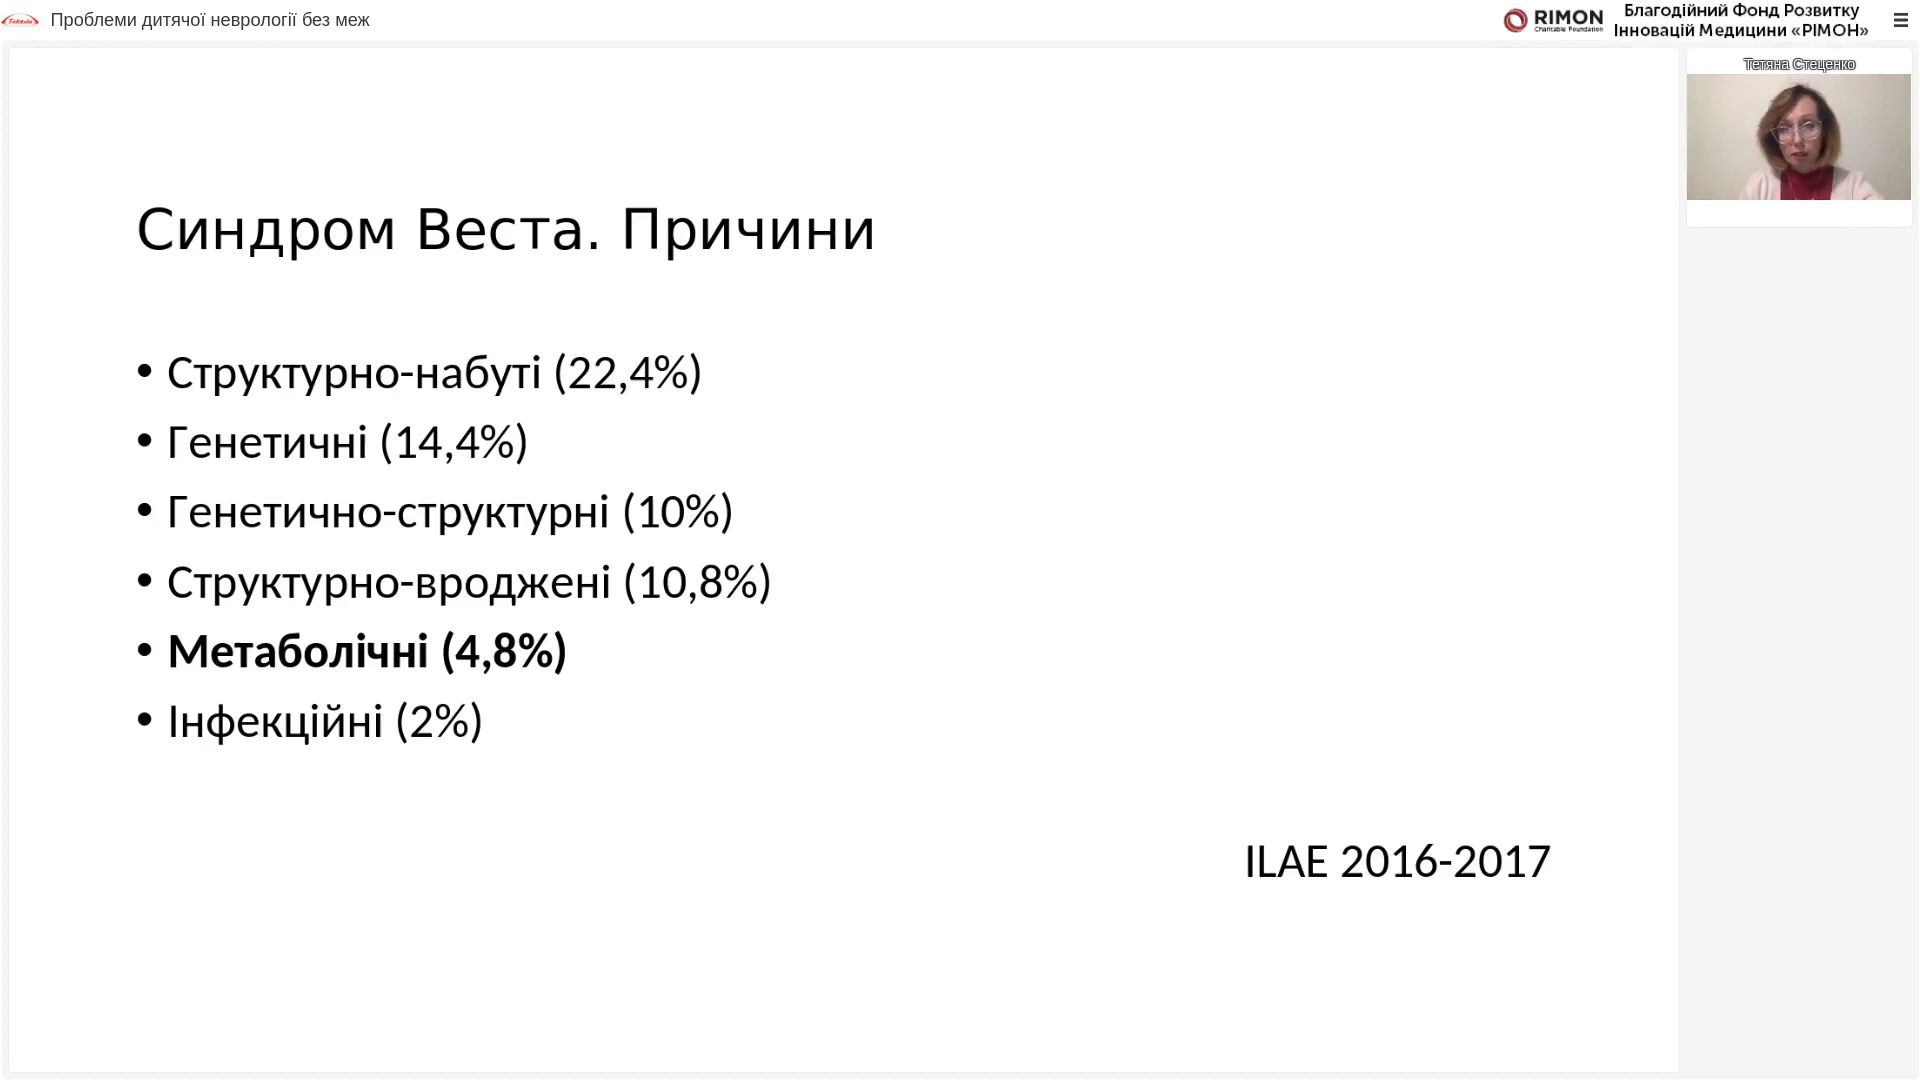 Takeda
Проблеми дитячої неврології без меж
RIMON
Charitable Foundation
Благодійний Фонд Розвитку
Інновацій Медицини «РІМОН»
Тетяна Стеценко
Синдром Веста. Причини
• Структурно-набуті (22,4%)
• Генетичні (14,4%)
• Генетично-структурні (10%)
• Структурно-вроджені (10,8%)
• Метаболічні (4,8%)
• Інфекційні (2%)
ILAE 2016-2017